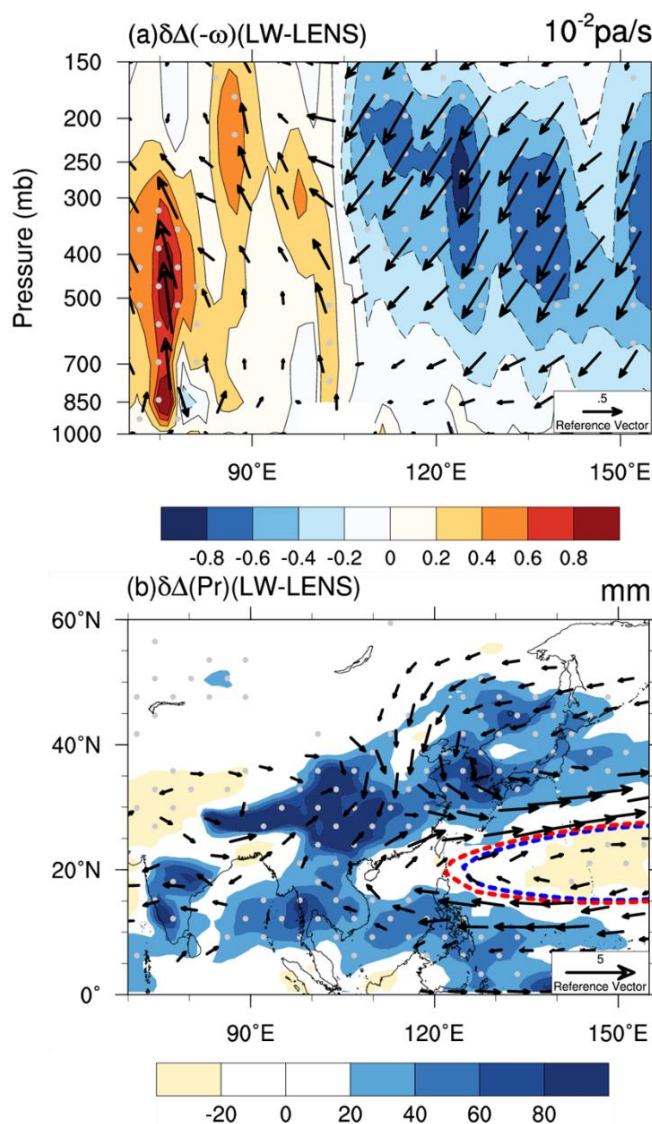 (a)δΔ(-ω)(LW-LENS) 10⁻²pa/s
Pressure (mb)
150
200
250
300
400
500
700
850
1000
.5
Reference Vector
90°E 120°E 150°E
-0.8 -0.6 -0.4 -0.2 0 0.2 0.4 0.6 0.8
(b)δΔ(Pr)(LW-LENS) mm
60°N
40°N
20°N
0°
.5
Reference Vector
90°E 120°E 150°E
-20 0 20 40 60 80